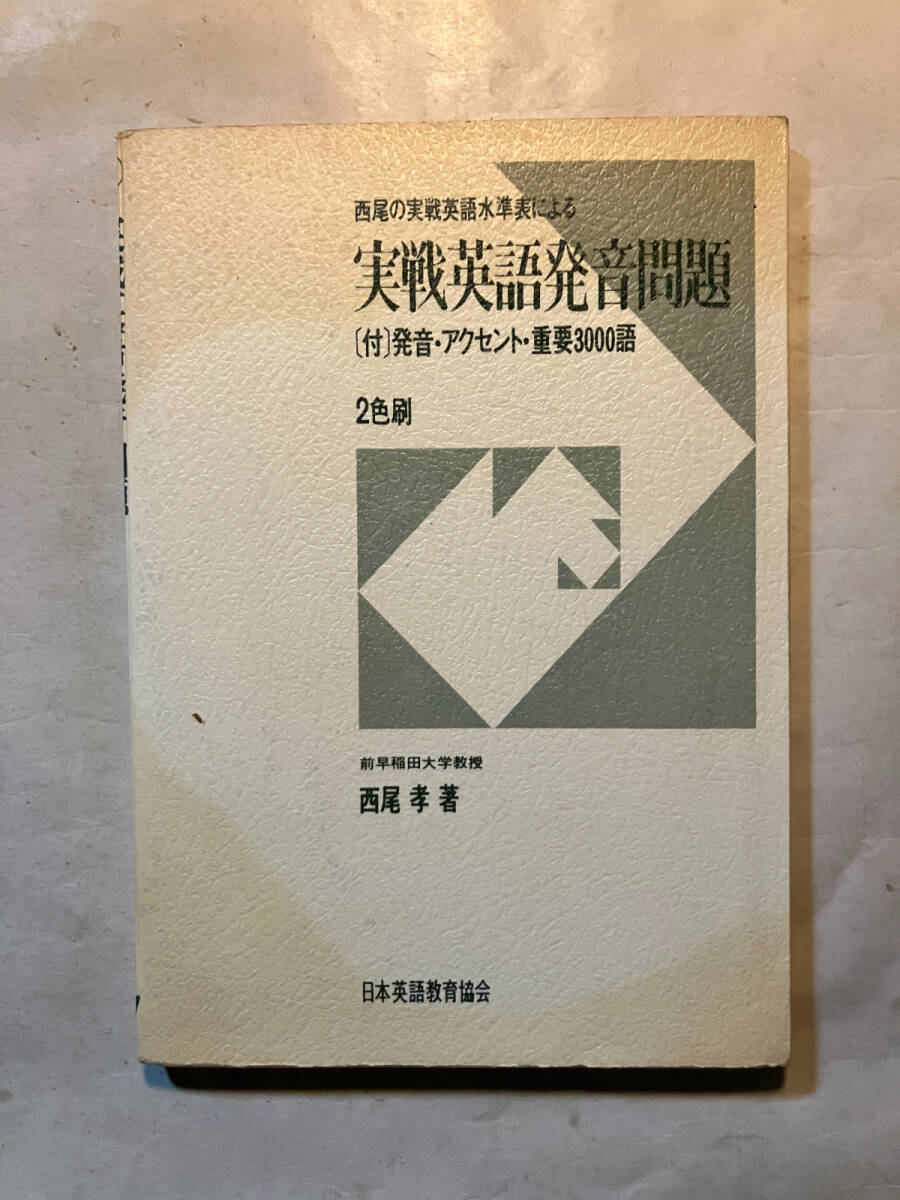 西尾の実戦英語水準表による
実戦英語発音問題
〔付〕発音・アクセント・重要3000語
2色刷
前早稲田大学教授
西尾 孝 著
日本英語教育協会